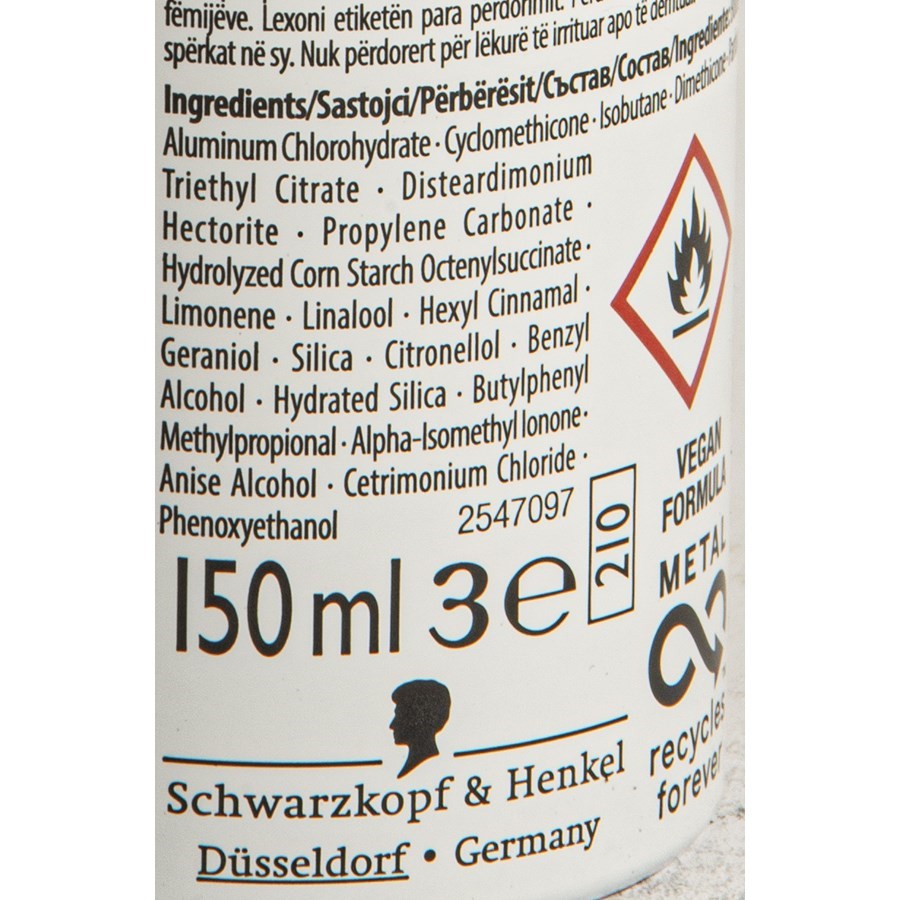 fëmijëve. Lexoni etiketën para përdorimit.
spërkat në sy. Nuk përdorert për lëkurë të irrituar apo të
Ingredients/Sastojci/Përbërësit/Състав/Состав/Ingrediente:
Aluminum Chlorohydrate · Cyclomethicone · Isobutane · Dimethicone ·
Triethyl Citrate · Disteardimonium
Hectorite · Propylene Carbonate ·
Hydrolyzed Corn Starch Octenylsuccinate ·
Limonene · Linalool · Hexyl Cinnamal ·
Geraniol · Silica · Citronellol · Benzyl
Alcohol · Hydrated Silica · Butylphenyl
Methylpropional · Alpha-Isomethyl Ionone ·
Anise Alcohol · Cetrimonium Chloride ·
Phenoxyethanol
2547097
210
150 ml 3 e
VEGAN
FORMULA
METAL
recycles
forever
Schwarzkopf & Henkel
Düsseldorf • Germany